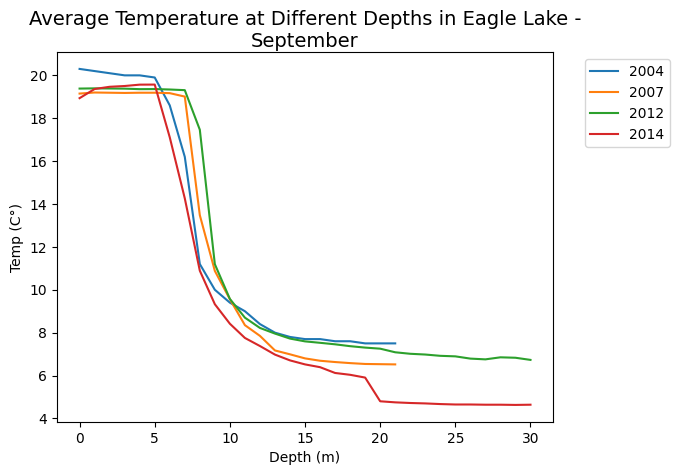 Average Temperature at Different Depths in Eagle Lake -
September
20
18
16
14
12
10
8
6
4
Temp (C°)
0 5 10 15 20 25 30
Depth (m)
2004
2007
2012
2014